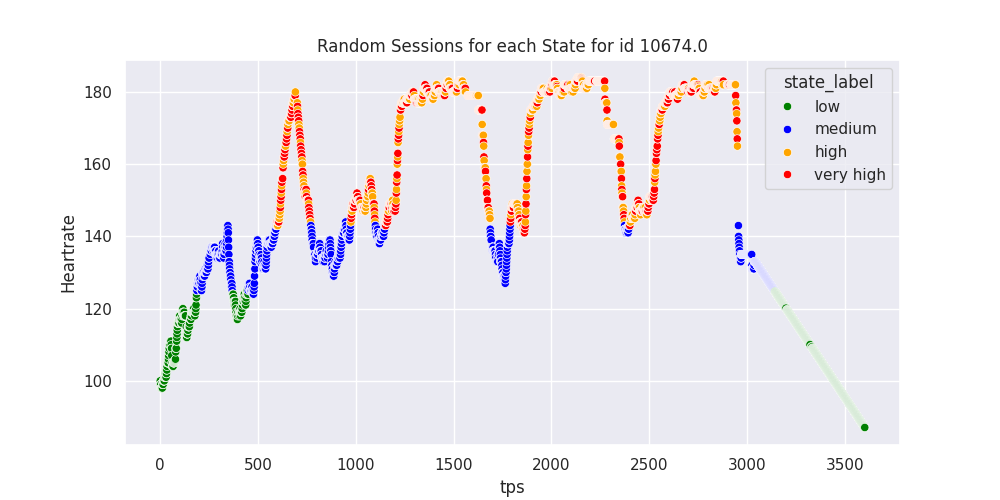 Random Sessions for each State for id 10674.0
Heartrate
180
160
140
120
100
state_label
low
medium
high
very high
0 500 1000 1500 2000 2500 3000 3500
tps